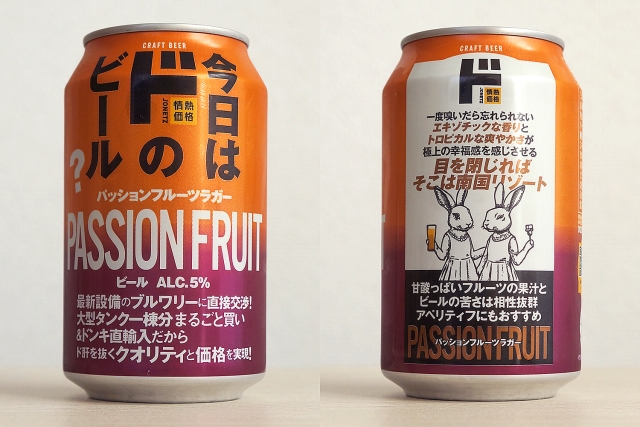 CRAFT BEER
今日は
ドの
ビール
?
JONETZ
情熱
価格
パッションフルーツラガー
PASSION FRUIT
ビール ALC.5%
最新設備のブルワリーに直接交渉!
大型タンク一棟分まるごと買い
&ドンキ直輸入だから
ド肝を抜くクオリティと価格を実現!
CRAFT BEER
ド
JONETZ
情熱
価格
一度嗅いだら忘れられない
エキゾチックな香りと
トロピカルな爽やかさが
極上の幸福感を感じさせる
目を閉じれば
そこは南国リゾート
甘酸っぱいフルーツの果汁と
ビールの苦さは相性抜群
アペリティフにもおすすめ
PASSION FRUIT
パッションフルーツラガー